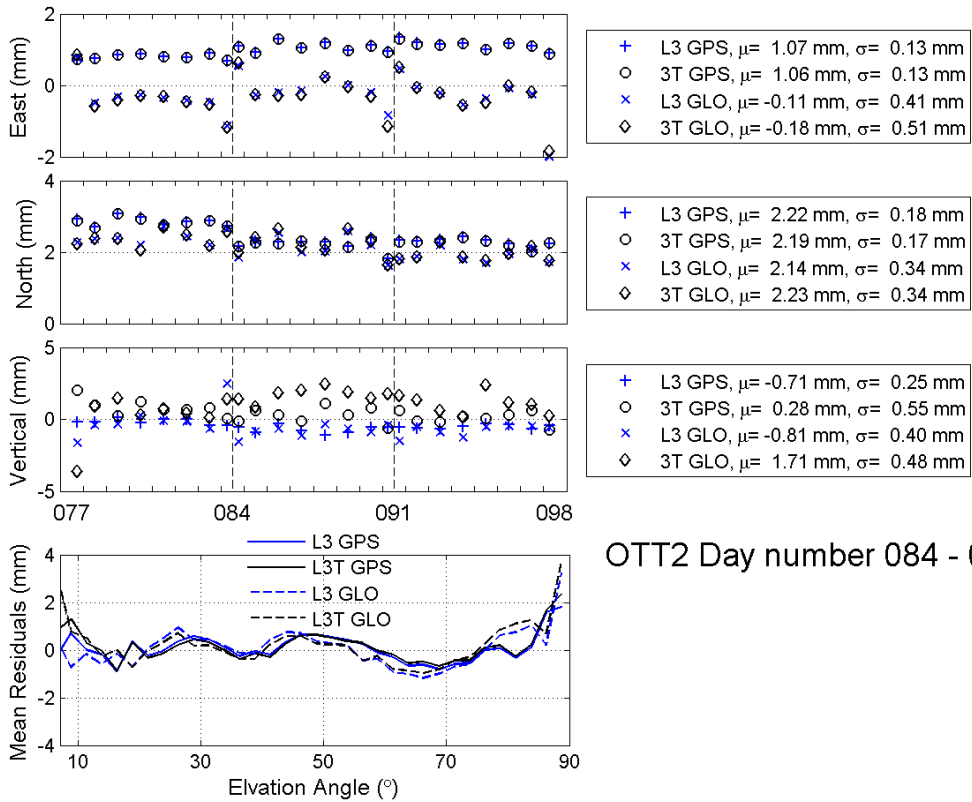 2
0
-2
East (mm)
+ L3 GPS, μ= 1.07 mm, σ= 0.13 mm
○ 3T GPS, μ= 1.06 mm, σ= 0.13 mm
× L3 GLO, μ= -0.11 mm, σ= 0.41 mm
◇ 3T GLO, μ= -0.18 mm, σ= 0.51 mm
4
2
0
North (mm)
+ L3 GPS, μ= 2.22 mm, σ= 0.18 mm
○ 3T GPS, μ= 2.19 mm, σ= 0.17 mm
× L3 GLO, μ= 2.14 mm, σ= 0.34 mm
◇ 3T GLO, μ= 2.23 mm, σ= 0.34 mm
5
0
-5
Vertical (mm)
+ L3 GPS, μ= -0.71 mm, σ= 0.25 mm
○ 3T GPS, μ= 0.28 mm, σ= 0.55 mm
× L3 GLO, μ= -0.81 mm, σ= 0.40 mm
◇ 3T GLO, μ= 1.71 mm, σ= 0.48 mm
077 084 091 098
L3 GPS
L3T GPS
L3 GLO
L3T GLO
4
2
0
-2
-4
Mean Residuals (mm)
10 30 50 70 90
Elvation Angle (°)
OTT2 Day number 084 -